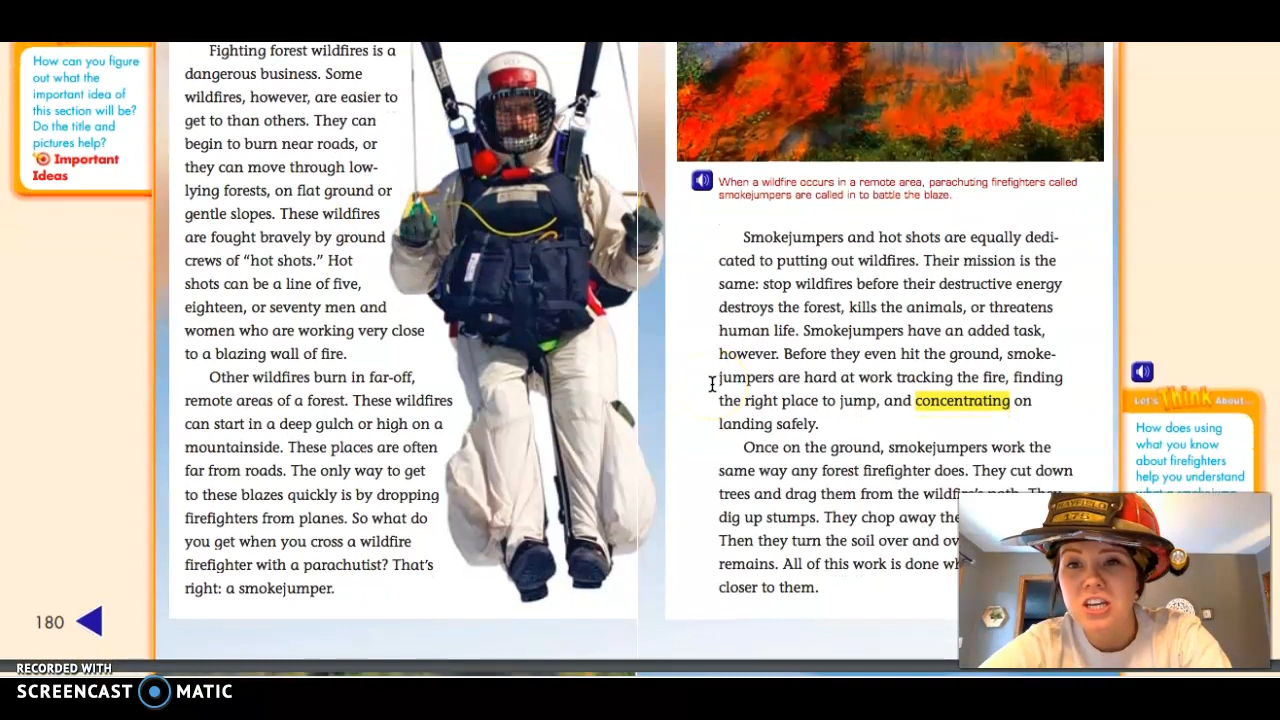 How can you figure
out what the
important idea of
this section will be?
Do the title and
pictures help?
Important
Ideas
Fighting forest wildfires is a
dangerous business. Some
wildfires, however, are easier to
get to than others. They can
begin to burn near roads, or
they can move through low-
lying forests, on flat ground or
gentle slopes. These wildfires
are fought bravely by ground
crews of “hot shots.” Hot
shots can be a line of five,
eighteen, or seventy men and
women who are working very close
to a blazing wall of fire.
Other wildfires burn in far-off,
remote areas of a forest. These wildfires
can start in a deep gulch or high on a
mountainside. These places are often
far from roads. The only way to get
to these blazes quickly is by dropping
firefighters from planes. So what do
you get when you cross a wildfire
firefighter with a parachutist? That’s
right: a smokejumper.
180
When a wildfire occurs in a remote area, parachuting firefighters called
smokejumpers are called in to battle the blaze.
Smokejumpers and hot shots are equally dedi-
cated to putting out wildfires. Their mission is the
same: stop wildfires before their destructive energy
destroys the forest, kills the animals, or threatens
human life. Smokejumpers have an added task,
however. Before they even hit the ground, smoke-
jumpers are hard at work tracking the fire, finding
the right place to jump, and concentrating on
landing safely.
Once on the ground, smokejumpers work the
same way any forest firefighter does. They cut down
trees and drag them from the wildfire’s path. They
dig up stumps. They chop away the
Then they turn the soil over and
remains. All of this work is done
closer to them.
Let’s Think About...
How does using
what you know
about firefighters
help you understand
RECORDED WITH
SCREENCAST MATIC